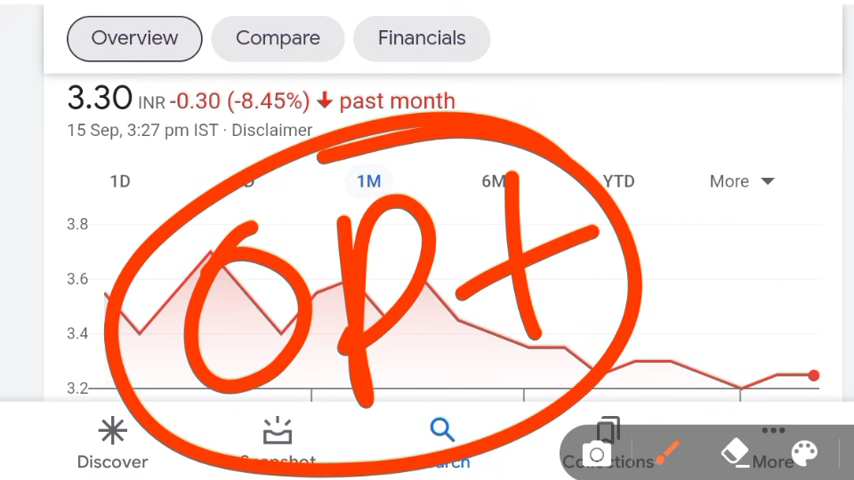 Overview Compare Financials
3.30 INR -0.30 (-8.45%) past month
15 Sep, 3:27 pm IST · Disclaimer
1D 1M 6M YTD More
3.8
3.6
3.4
3.2
opt
Discover Collections More